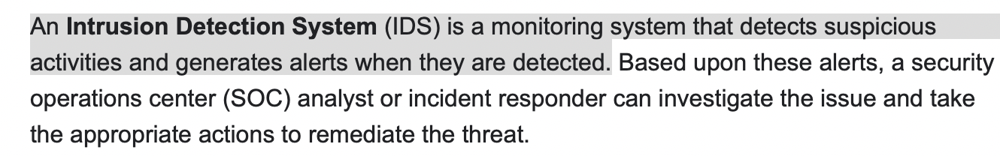 An Intrusion Detection System (IDS) is a monitoring system that detects suspicious
activities and generates alerts when they are detected. Based upon these alerts, a security
operations center (SOC) analyst or incident responder can investigate the issue and take
the appropriate actions to remediate the threat.